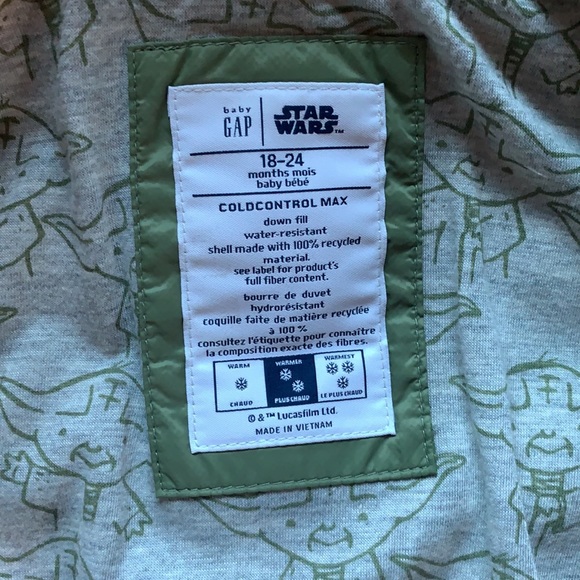 baby
GAP
STAR
WARS™
18-24
months mois
baby bébé
COLDCONTROL MAX
down fill
water-resistant
shell made with 100% recycled
material.
see label for product's
full fiber content.
bourre de duvet
hydrorésistant
coquille faite de matière recyclée
à 100 %
consultez l'étiquette pour connaître
la composition exacte des fibres.
WARM
CHAUD
WARMER
PLUS CHAUD
WARMEST
LE PLUS CHAUD
© & ™ Lucasfilm Ltd.
MADE IN VIETNAM